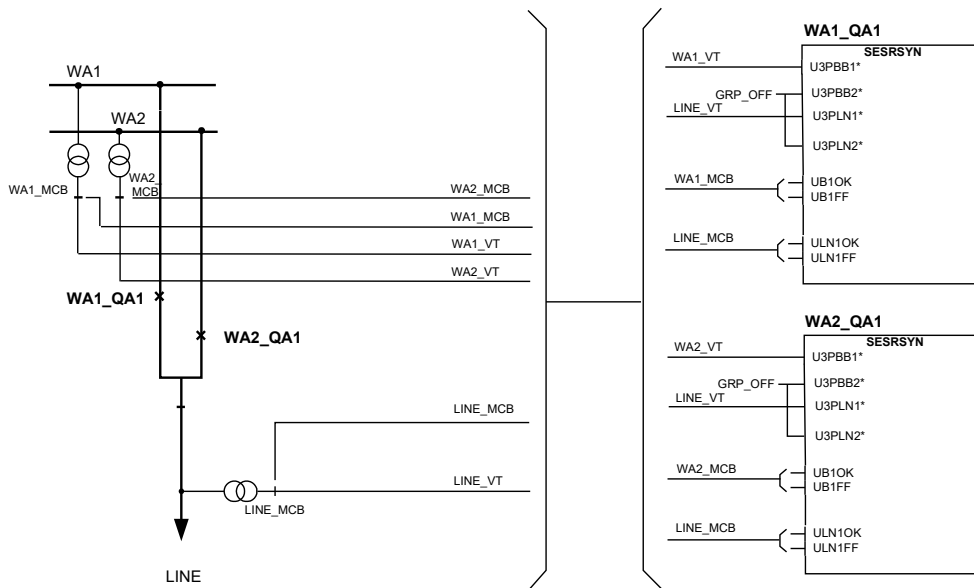 WA1
WA2
WA1_MCB
WA2_
MCB
WA2_MCB
WA1_MCB
WA1_VT
WA2_VT
WA1_QA1
WA2_QA1
LINE_MCB
LINE_VT
LINE_MCB
LINE
WA1_QA1
SESRSYN
WA1_VT
U3PBB1*
GRP_OFF
U3PBB2*
LINE_VT
U3PLN1*
U3PLN2*
WA1_MCB
UB1OK
UB1FF
LINE_MCB
ULN1OK
ULN1FF
WA2_QA1
SESRSYN
WA2_VT
U3PBB1*
GRP_OFF
U3PBB2*
LINE_VT
U3PLN1*
U3PLN2*
WA2_MCB
UB1OK
UB1FF
LINE_MCB
ULN1OK
ULN1FF